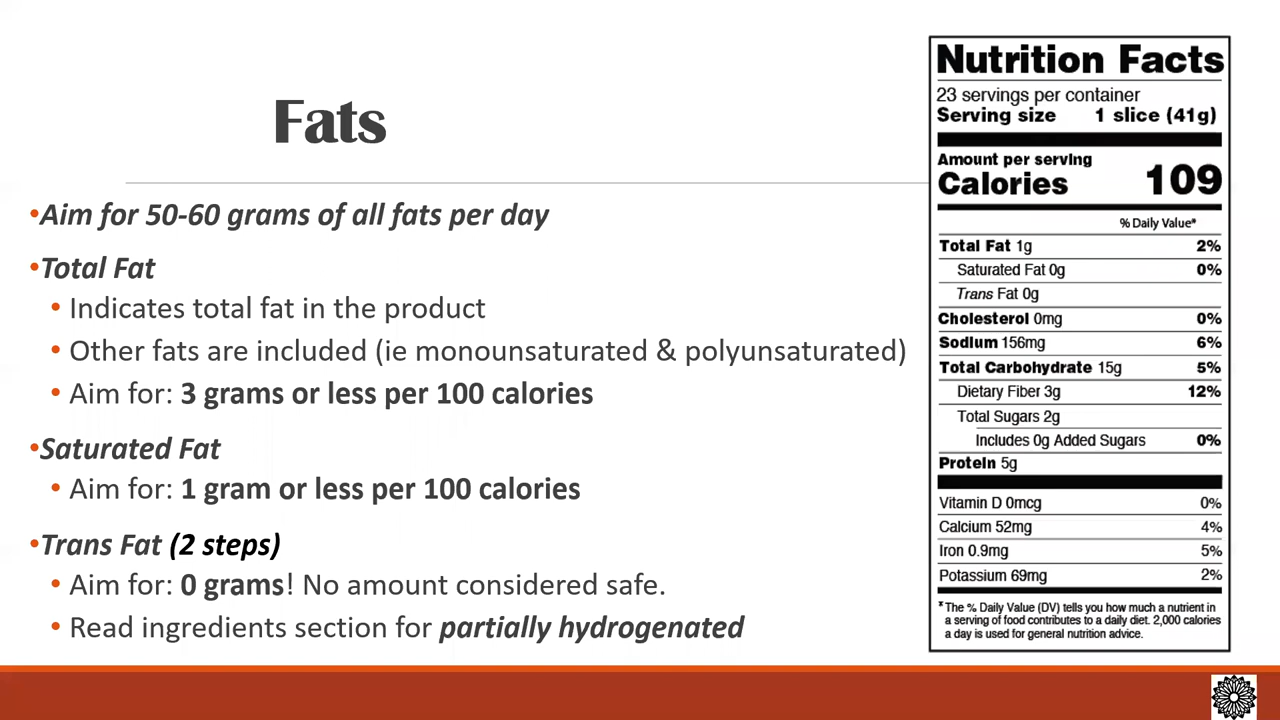 Fats
•Aim for 50-60 grams of all fats per day
•Total Fat
• Indicates total fat in the product
• Other fats are included (ie monounsaturated & polyunsaturated)
• Aim for: 3 grams or less per 100 calories
•Saturated Fat
• Aim for: 1 gram or less per 100 calories
•Trans Fat (2 steps)
• Aim for: 0 grams! No amount considered safe.
• Read ingredients section for partially hydrogenated
Nutrition Facts
23 servings per container
Serving size 1 slice (41g)
Amount per serving
Calories 109
% Daily Value*
Total Fat 1g 2%
Saturated Fat 0g 0%
Trans Fat 0g
Cholesterol 0mg 0%
Sodium 156mg 6%
Total Carbohydrate 15g 5%
Dietary Fiber 3g 12%
Total Sugars 2g
Includes 0g Added Sugars 0%
Protein 5g
Vitamin D 0mcg 0%
Calcium 52mg 4%
Iron 0.9mg 5%
Potassium 69mg 2%
*The % Daily Value (DV) tells you how much a nutrient in
a serving of food contributes to a daily diet. 2,000 calories
a day is used for general nutrition advice.